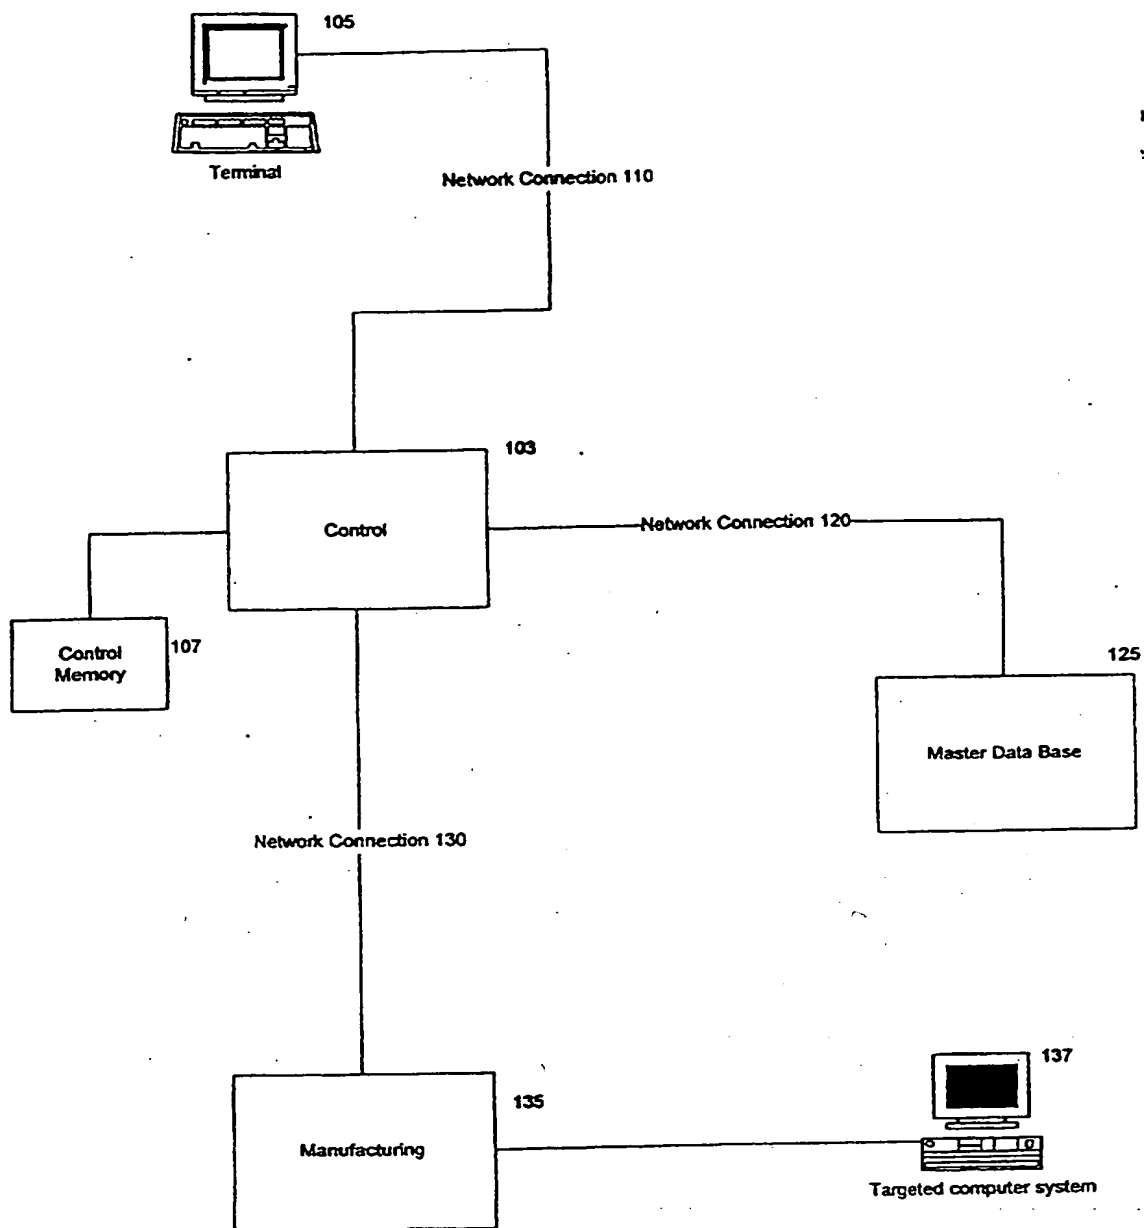 105
Terminal
Network Connection 110
103
Control
Network Connection 120
Control
Memory
107
125
Master Data Base
Network Connection 130
137
135
Manufacturing
Targeted computer system